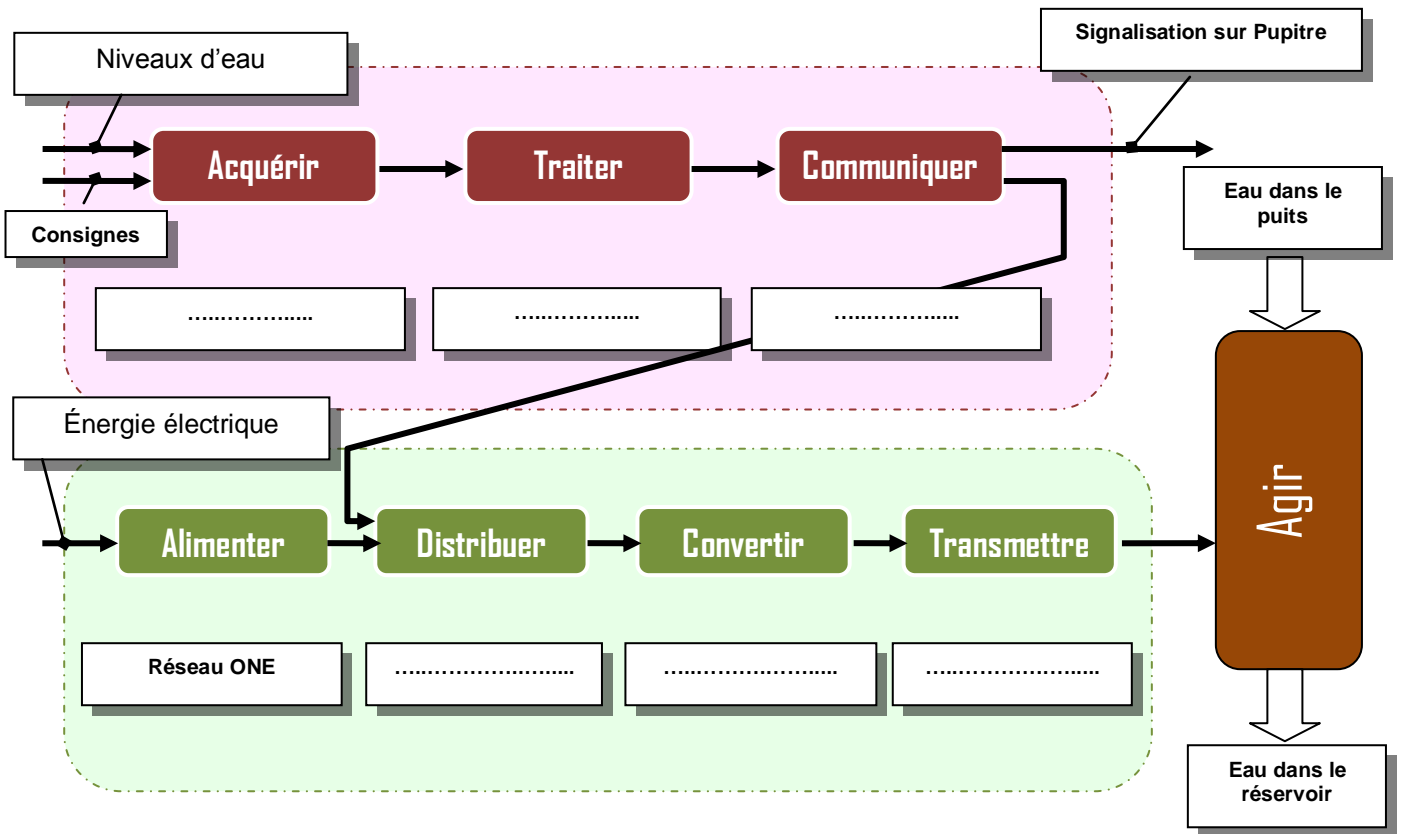 Signalisation sur Pupitre
Niveaux d’eau
Acquérir
Traiter
Communiquer
Eau dans le
puits
Consignes
…..………......
…..………......
…..………......
Énergie électrique
Agir
Alimenter
Distribuer
Convertir
Transmettre
Réseau ONE
…..……………......
…..……………......
…..……………......
Eau dans le
réservoir